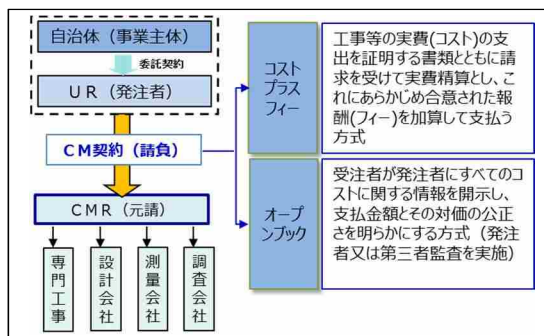 自治体（事業主体）
委託契約
ＵＲ（発注者）
ＣＭ契約（請負）
ＣＭＲ（元請）
専門工事
設計会社
測量会社
調査会社
コスト
プラス
フィー
工事等の実費(コスト)の支
出を証明する書類とともに請
求を受けて実費精算とし、こ
れにあらかじめ合意された報
酬(フィー)を加算して支払う
方式
オープ
ンブック
受注者が発注者にすべてのコ
ストに関する情報を開示し、
支払金額とその対価の公正
さを明らかにする方式（発注
者又は第三者監査を実施）